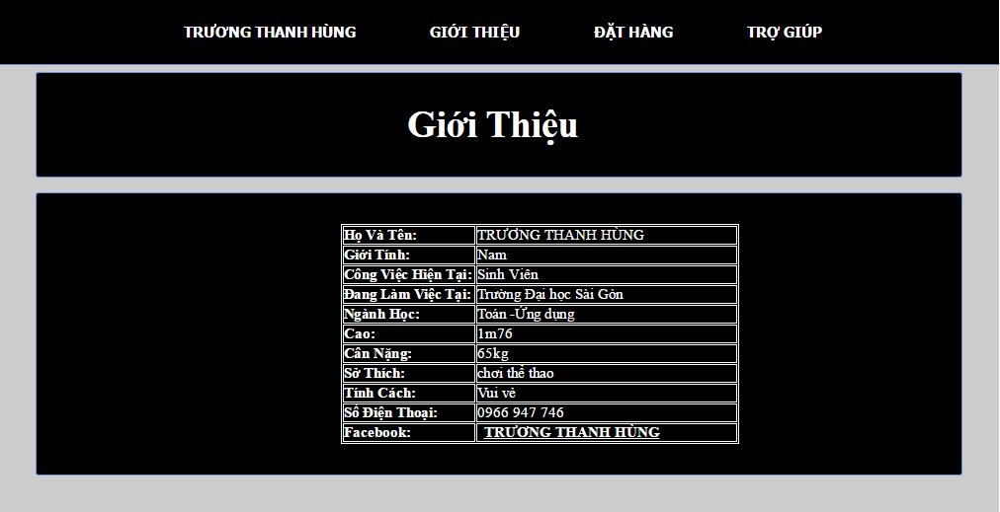 TRƯƠNG THANH HÙNG GIỚI THIỆU ĐẶT HÀNG TRỢ GIÚP
Giới Thiệu
Họ Và Tên: TRƯƠNG THANH HÙNG
Giới Tính: Nam
Công Việc Hiện Tại: Sinh Viên
Đang Làm Việc Tại: Trường Đại học Sài Gòn
Ngành Học: Toán -Ứng dụng
Cao: 1m76
Cân Nặng: 65kg
Sở Thích: chơi thể thao
Tính Cách: Vui vẻ
Số Điện Thoại: 0966 947 746
Facebook: TRƯƠNG THANH HÙNG